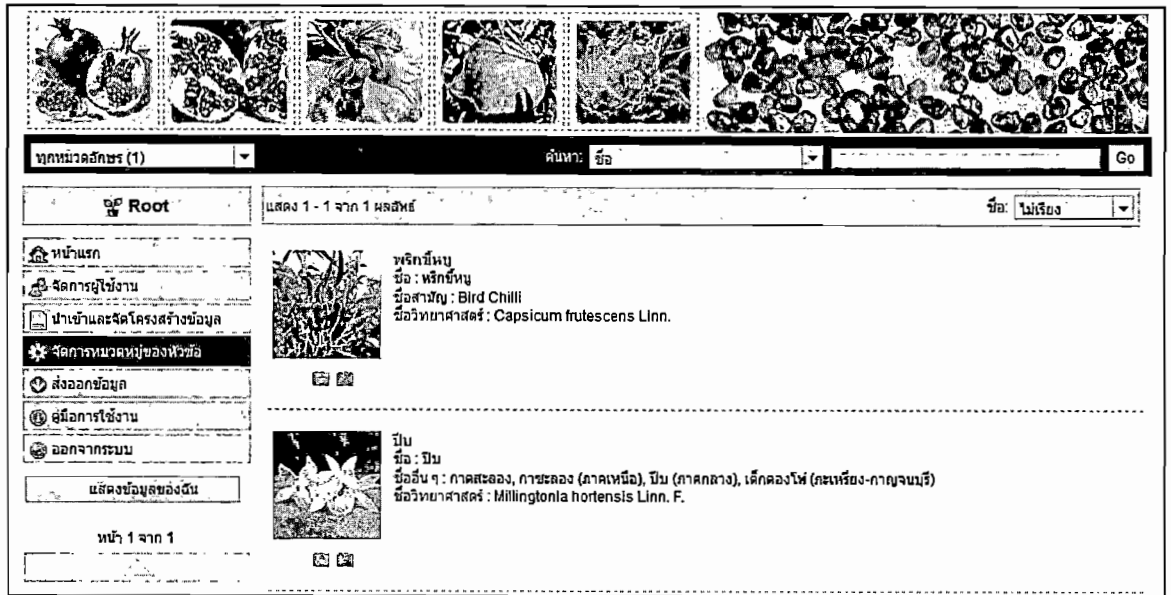 ทุกหมวดอักษร (1) ค้นหา: ชื่อ Go
Root
แสดง 1 - 1 จาก 1 ผลลัพธ์ ชื่อ: ไม่เรียง
หน้าแรก
จัดการผู้ใช้งาน
นำเข้าและจัดโครงสร้างข้อมูล
จัดการหมวดหมู่ของหัวข้อ
ส่งออกข้อมูล
คู่มือการใช้งาน
ออกจากระบบ
แสดงข้อมูลของฉัน
หน้า 1 จาก 1
พริกขี้หนู
ชื่อ : พริกขี้หนู
ชื่อสามัญ : Bird Chilli
ชื่อวิทยาศาสตร์ : Capsicum frutescens Linn.
ปีบ
ชื่อ : ปีบ
ชื่ออื่น ๆ : กาดสะลอง, กาซะลอง (ภาคเหนือ), ปีบ (ภาคกลาง), เด็กดองโพ่ (กะเหรี่ยง-กาญจนบุรี)
ชื่อวิทยาศาสตร์ : Millingtonia hortensis Linn. F.